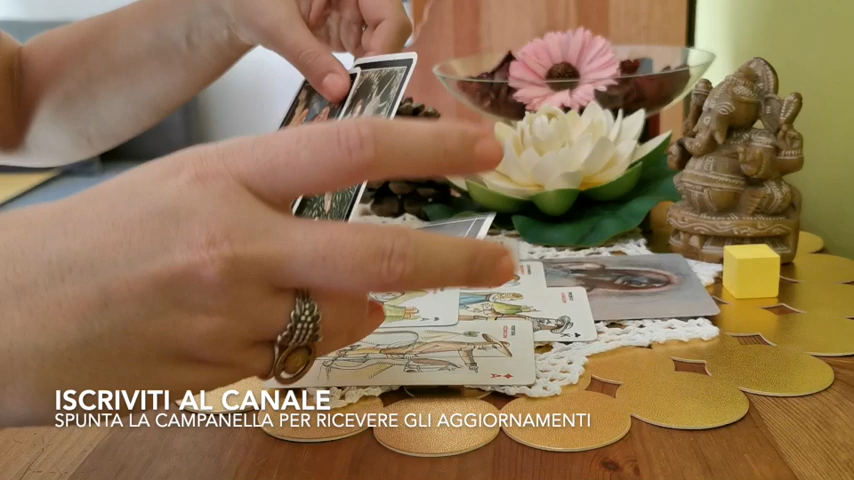 ISCRIVITI AL CANALE
SPUNTA LA CAMPANELLA PER RICEVERE GLI AGGIORNAMENTI